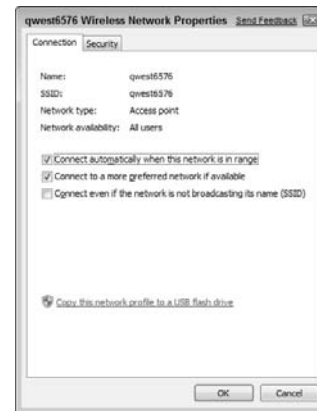 qwest6576 Wireless Network Properties Send Feedback
Connection Security
Name: qwest6576
SSID: qwest6576
Network type: Access point
Network availability: All users
Connect automatically when this network is in range
Connect to a more preferred network if available
Connect even if the network is not broadcasting its name (SSID)
Copy this network profile to a USB flash drive
OK Cancel